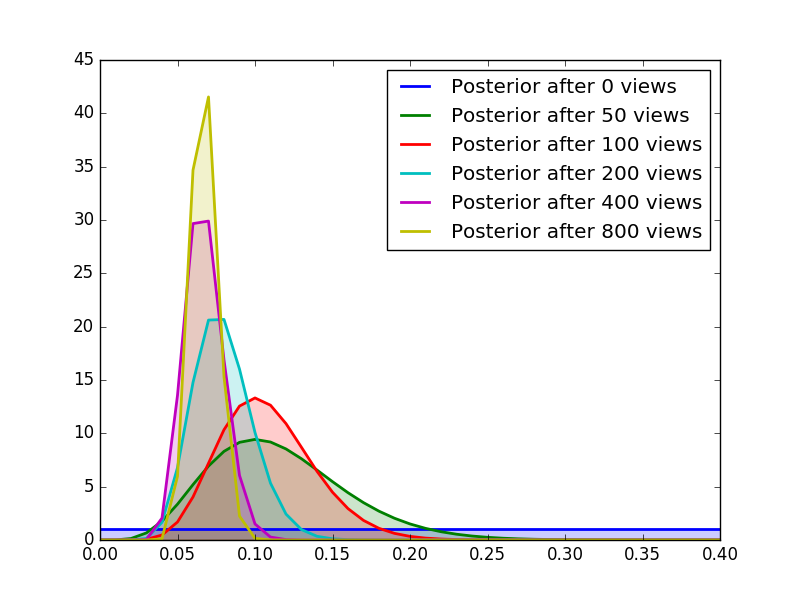 45
40
35
30
25
20
15
10
5
0
0.00 0.05 0.10 0.15 0.20 0.25 0.30 0.35 0.40
Posterior after 0 views
Posterior after 50 views
Posterior after 100 views
Posterior after 200 views
Posterior after 400 views
Posterior after 800 views